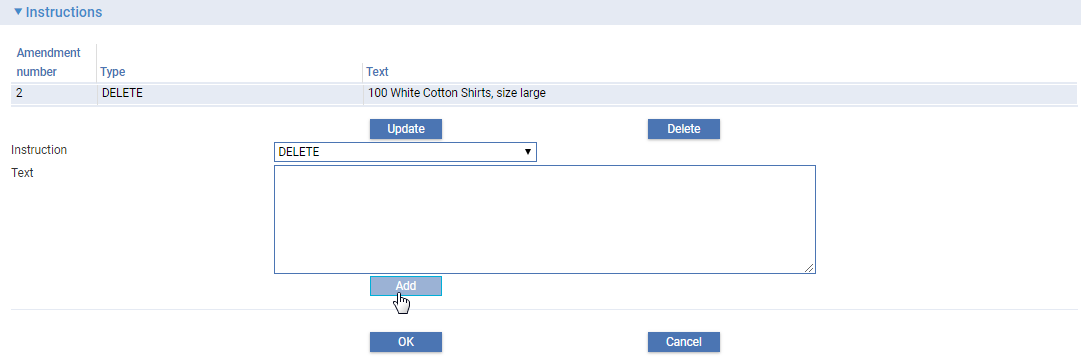 Instructions
Amendment
number Type Text
2 DELETE 100 White Cotton Shirts, size large
Update Delete
Instruction DELETE
Text
Add
OK Cancel